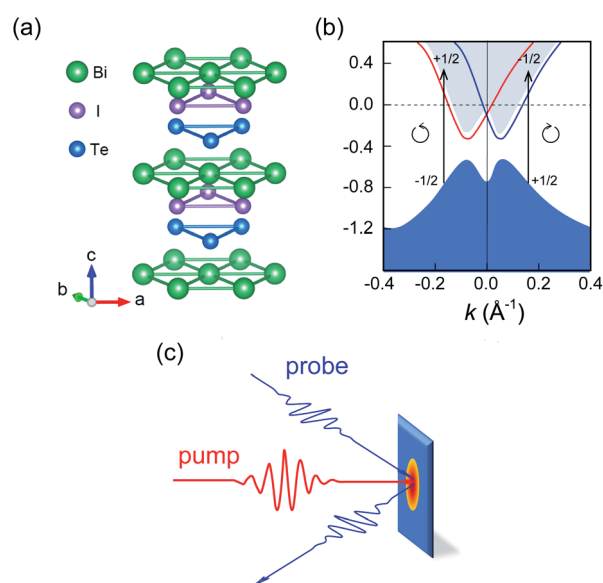 (a)
Bi
I
Te
c
b
a
(b)
0.6
0.0
-0.4
-0.8
-1.2
+1/2
-1/2
-1/2
+1/2
-0.4 -0.2 0.0 0.2 0.4
k (Å⁻¹)
(c)
probe
pump